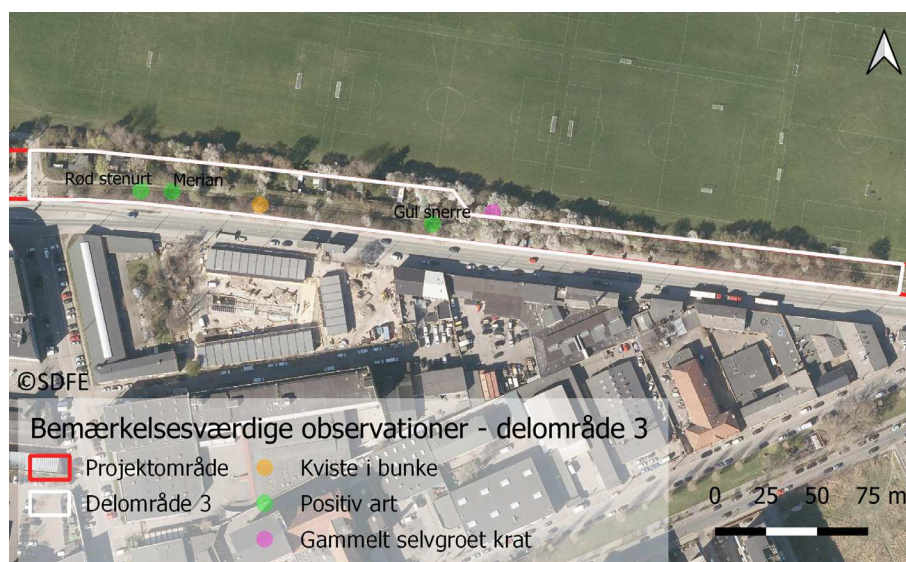 Rød stenurt
Merian
Gul snerre
©SDFE
Bemærkelsesværdige observationer - delområde 3
Projektområde
Kviste i bunke
Delområde 3
Positiv art
Gammelt selvgroet krat
0 25 50 75 m